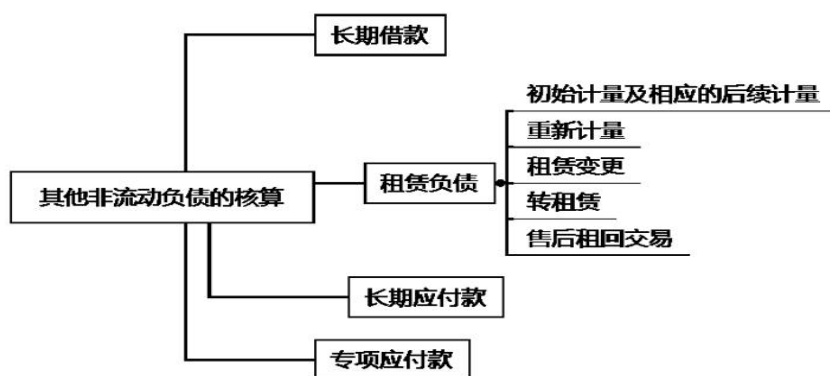 长期借款
初始计量及相应的后续计量
重新计量
租赁变更
其他非流动负债的核算
租赁负债
转租赁
售后租回交易
长期应付款
专项应付款